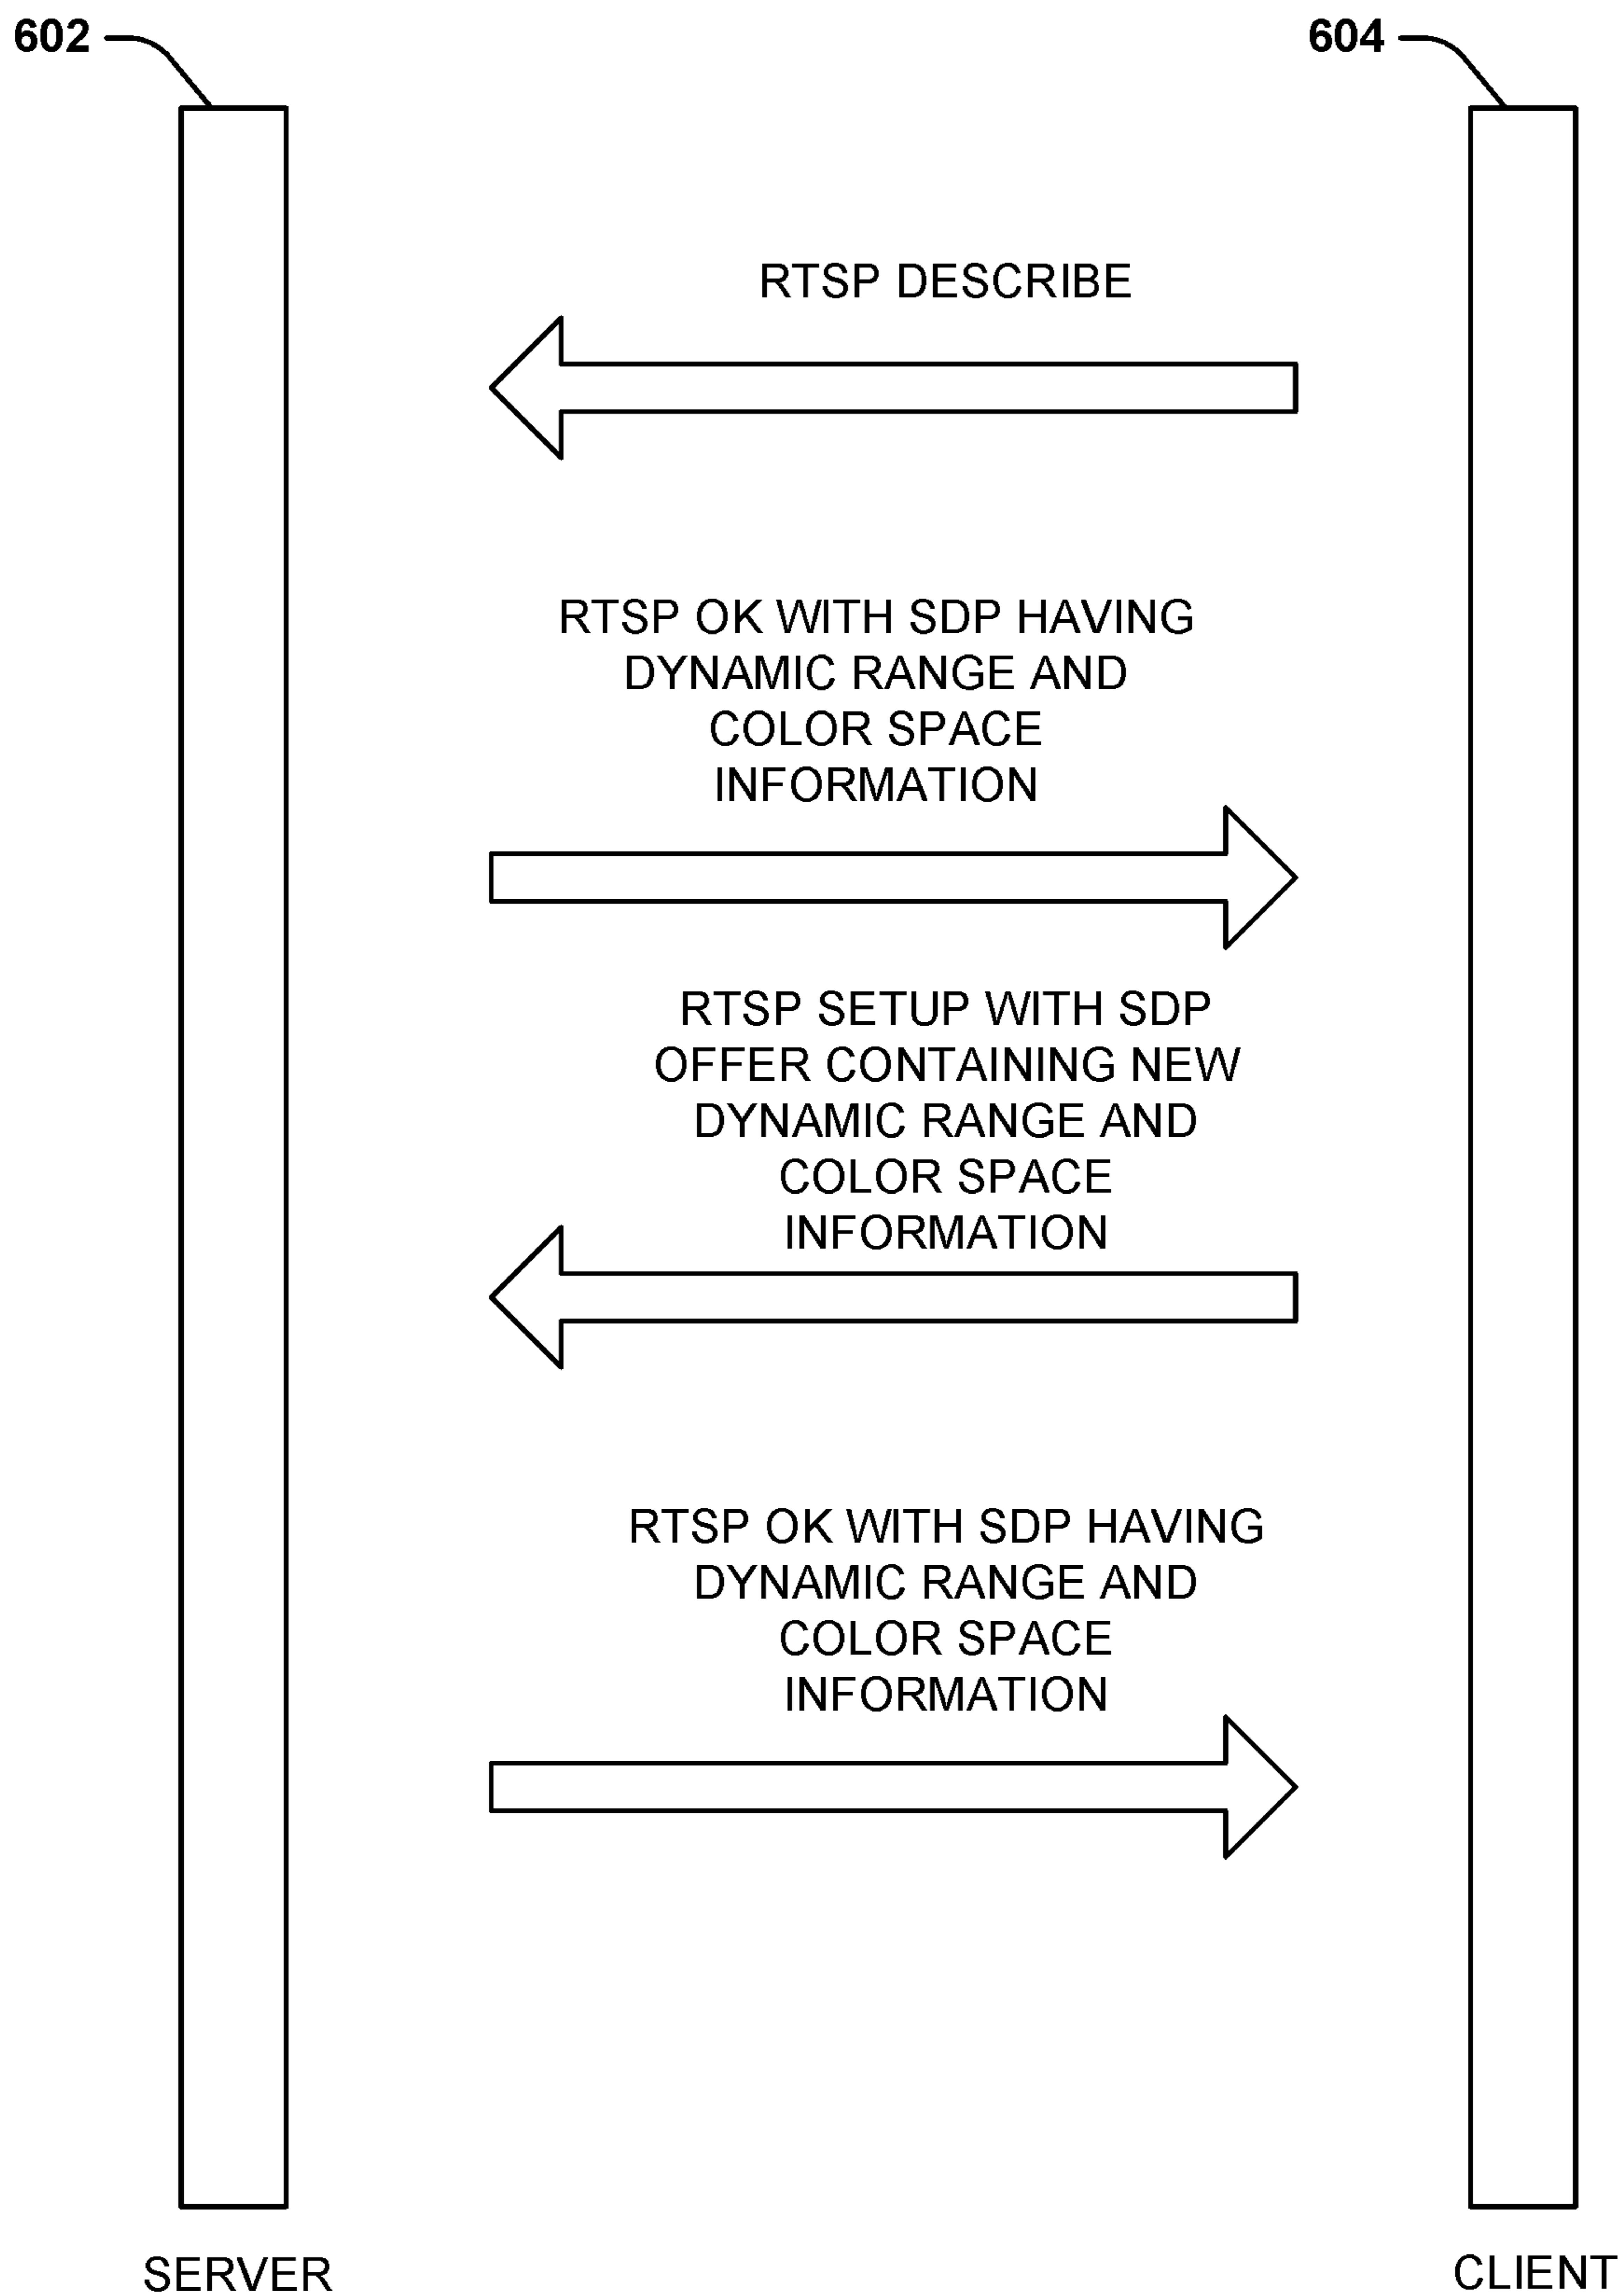 602
604
RTSP DESCRIBE
RTSP OK WITH SDP HAVING
DYNAMIC RANGE AND
COLOR SPACE
INFORMATION
RTSP SETUP WITH SDP
OFFER CONTAINING NEW
DYNAMIC RANGE AND
COLOR SPACE
INFORMATION
RTSP OK WITH SDP HAVING
DYNAMIC RANGE AND
COLOR SPACE
INFORMATION
SERVER
CLIENT